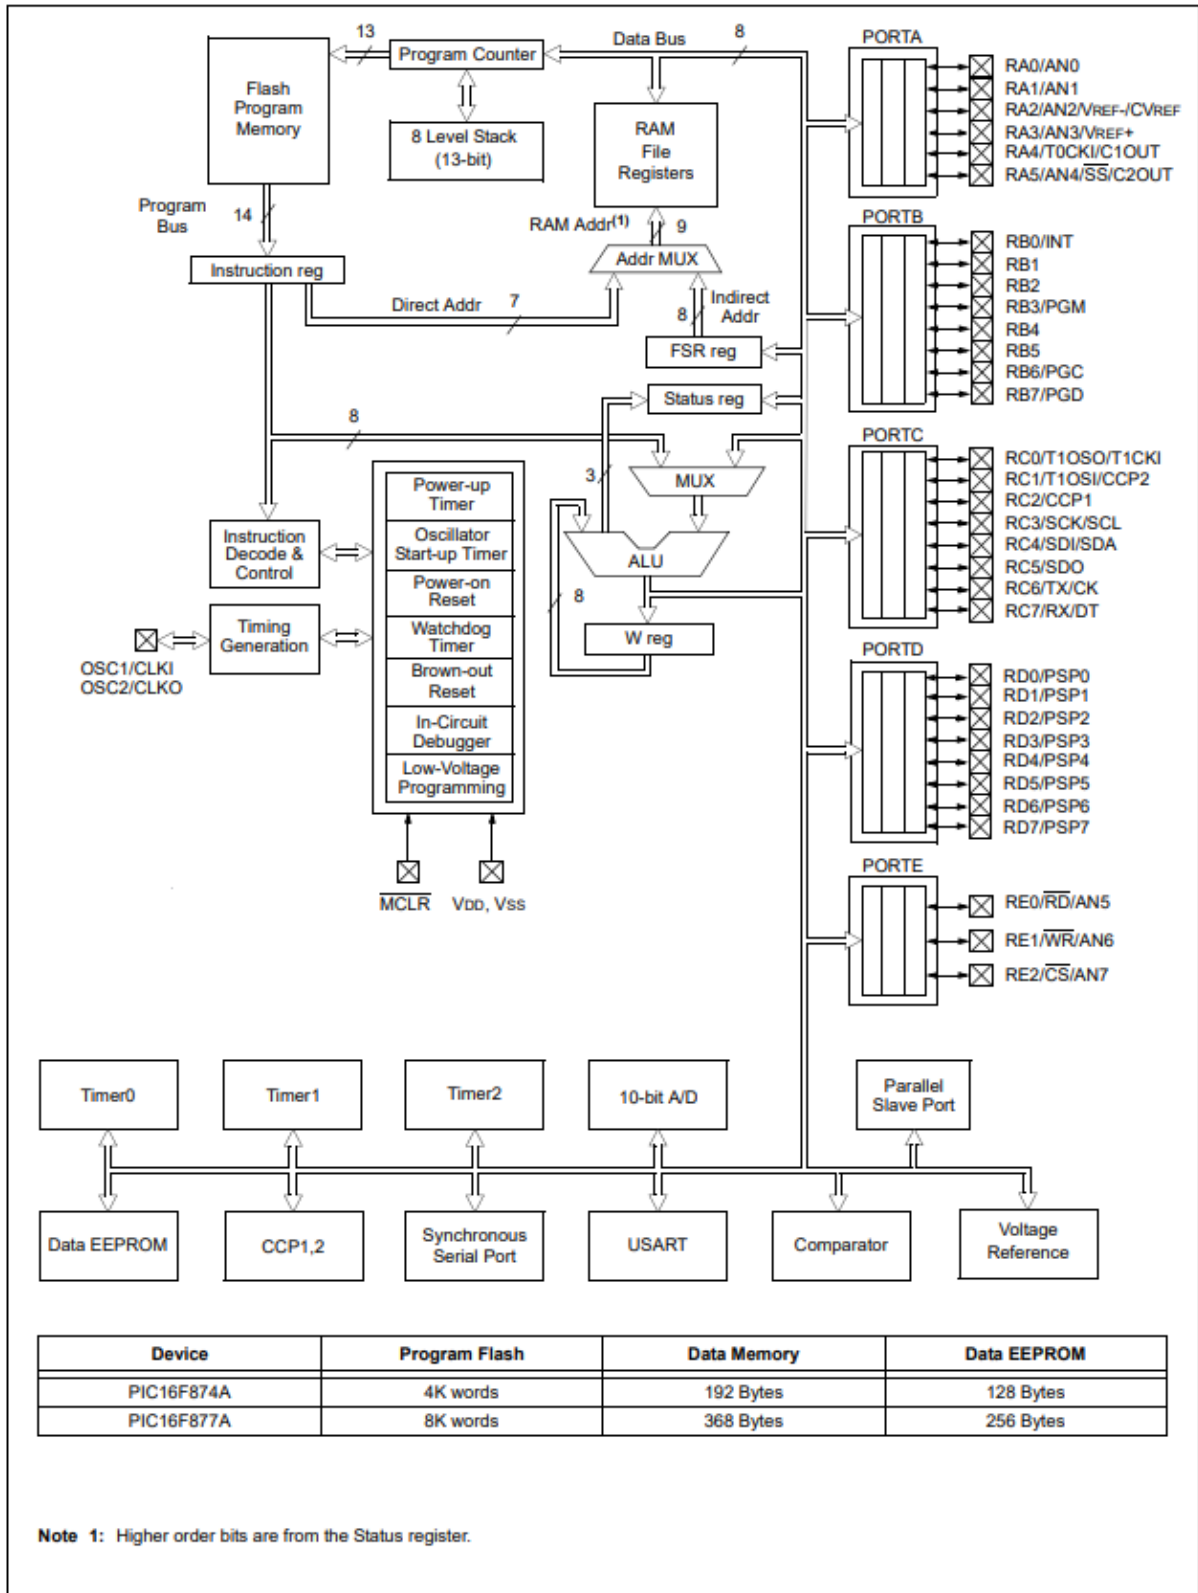 13
Data Bus
8
PORTA
Program Counter
Flash
Program
Memory
8 Level Stack
(13-bit)
RAM
File
Registers
RA0/AN0
RA1/AN1
RA2/AN2/VREF-/CVREF
RA3/AN3/VREF+
RA4/T0CKI/C1OUT
RA5/AN4/SS/C2OUT
Program
Bus
14
RAM Addr(1)
9
PORTB
Instruction reg
Addr MUX
Direct Addr
7
8
Indirect
Addr
FSR reg
Status reg
RB0/INT
RB1
RB2
RB3/PGM
RB4
RB5
RB6/PGC
RB7/PGD
8
PORTC
3
MUX
Power-up
Timer
Oscillator
Start-up Timer
Power-on
Reset
Watchdog
Timer
Brown-out
Reset
In-Circuit
Debugger
Low-Voltage
Programming
Instruction
Decode &
Control
ALU
8
W reg
Timing
Generation
OSC1/CLKI
OSC2/CLKO
RC0/T1OSO/T1CKI
RC1/T1OSI/CCP2
RC2/CCP1
RC3/SCK/SCL
RC4/SDI/SDA
RC5/SDO
RC6/TX/CK
RC7/RX/DT
PORTD
RD0/PSP0
RD1/PSP1
RD2/PSP2
RD3/PSP3
RD4/PSP4
RD5/PSP5
RD6/PSP6
RD7/PSP7
MCLR
VDD, VSS
PORTE
RE0/RD/AN5
RE1/WR/AN6
RE2/CS/AN7
Timer0
Timer1
Timer2
10-bit A/D
Parallel
Slave Port
Data EEPROM
CCP1,2
Synchronous
Serial Port
USART
Comparator
Voltage
Reference
Device Program Flash Data Memory Data EEPROM
PIC16F874A 4K words 192 Bytes 128 Bytes
PIC16F877A 8K words 368 Bytes 256 Bytes
Note 1: Higher order bits are from the Status register.